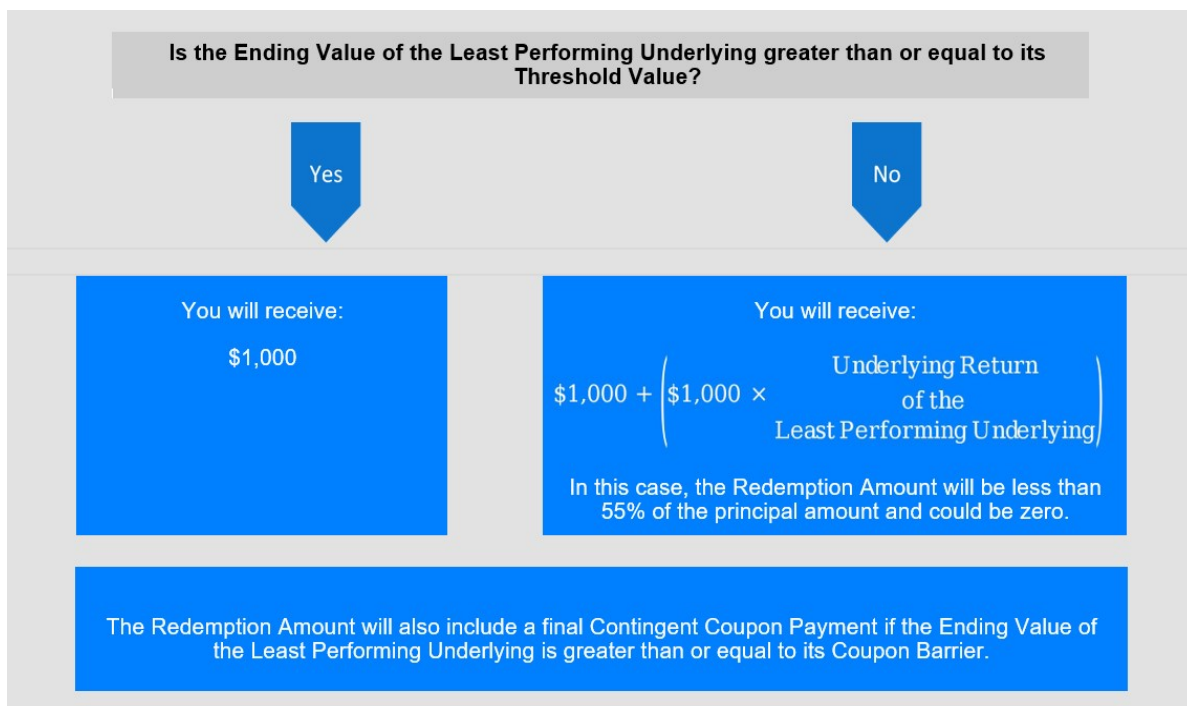 Is the Ending Value of the Least Performing Underlying greater than or equal to its
Threshold Value?
Yes
No
You will receive:
$1,000
You will receive:
$1,000 + ($1,000 × Underlying Return
of the
Least Performing Underlying)
In this case, the Redemption Amount will be less than
55% of the principal amount and could be zero.
The Redemption Amount will also include a final Contingent Coupon Payment if the Ending Value of
the Least Performing Underlying is greater than or equal to its Coupon Barrier.